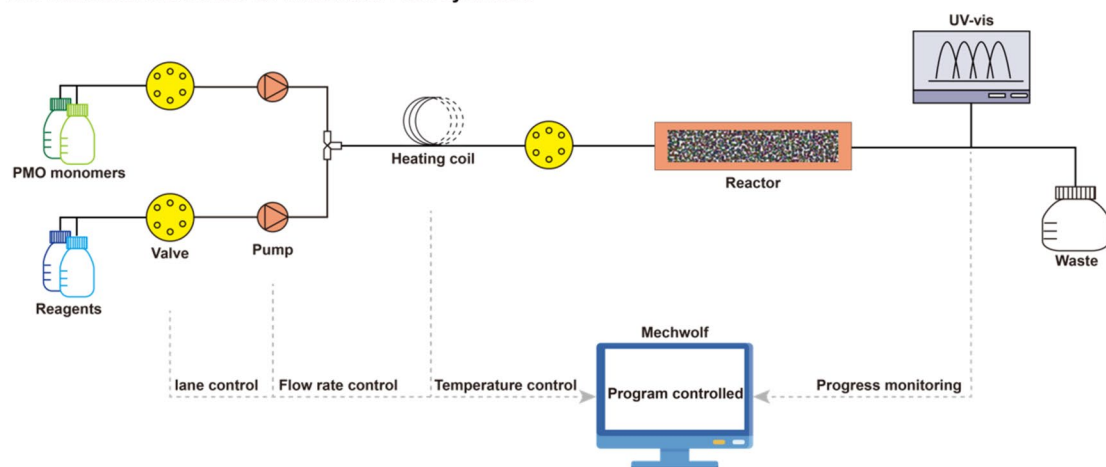 UV-vis
PMO monomers
Heating coil
Reactor
Valve
Pump
Waste
Reagents
Mechwolf
lane control
Flow rate control
Temperature control
Program controlled
Progress monitoring